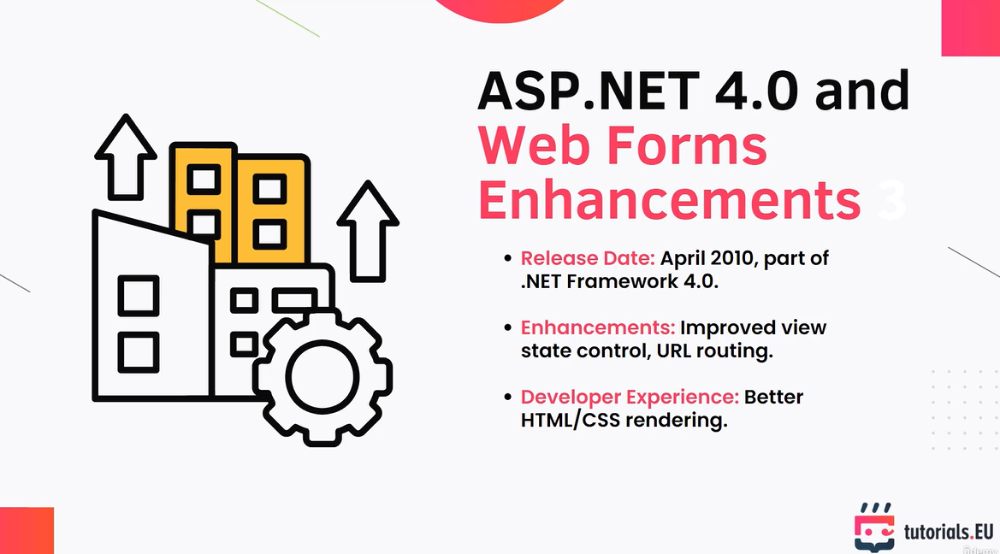 ASP.NET 4.0 and
Web Forms
Enhancements 3
• Release Date: April 2010, part of
.NET Framework 4.0.
• Enhancements: Improved view
state control, URL routing.
• Developer Experience: Better
HTML/CSS rendering.
tutorials.EU
ûdemy